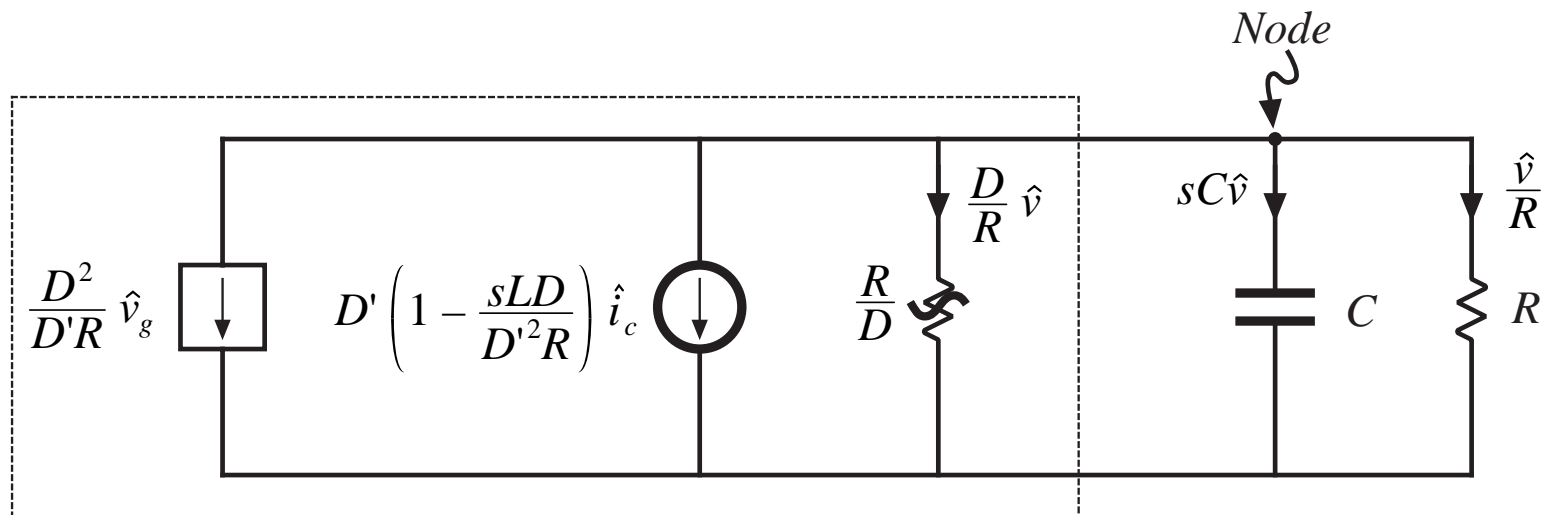 Node
D²/D'R v̂g
D' (1 − sLD/D'²R) îc
R/D
D/R v̂
sCv̂
C
v̂/R
R